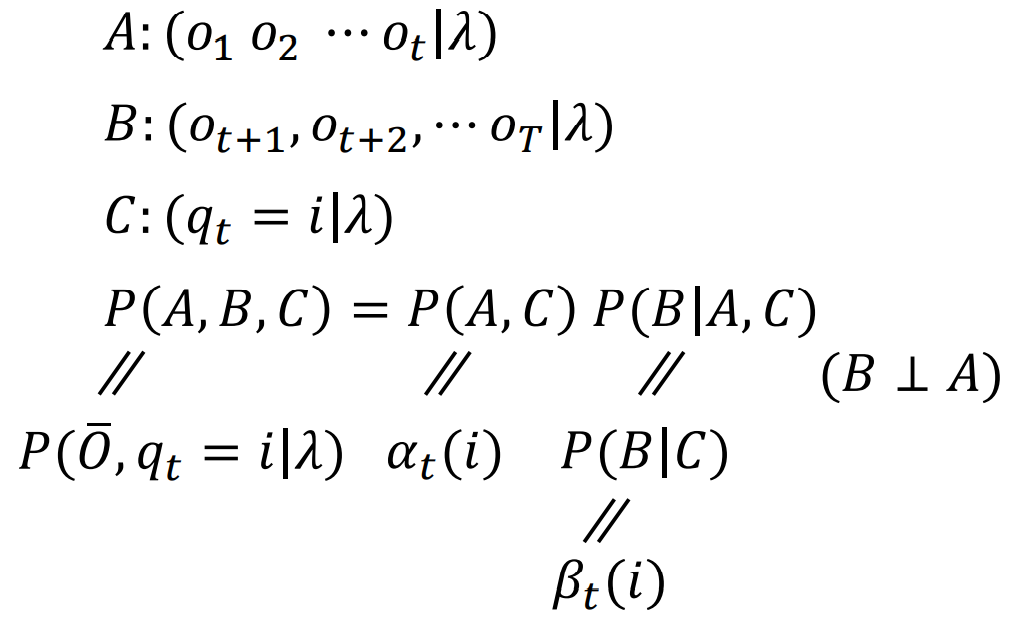 A: (o₁ o₂ ⋯ oₜ|λ)
B: (oₜ₊₁, oₜ₊₂, ⋯ o_T|λ)
C: (qₜ = i|λ)
P(A, B, C) = P(A, C) P(B|A, C)
// // // (B ⊥ A)
P(Ō, qₜ = i|λ) αₜ(i) P(B|C)
//
βₜ(i)